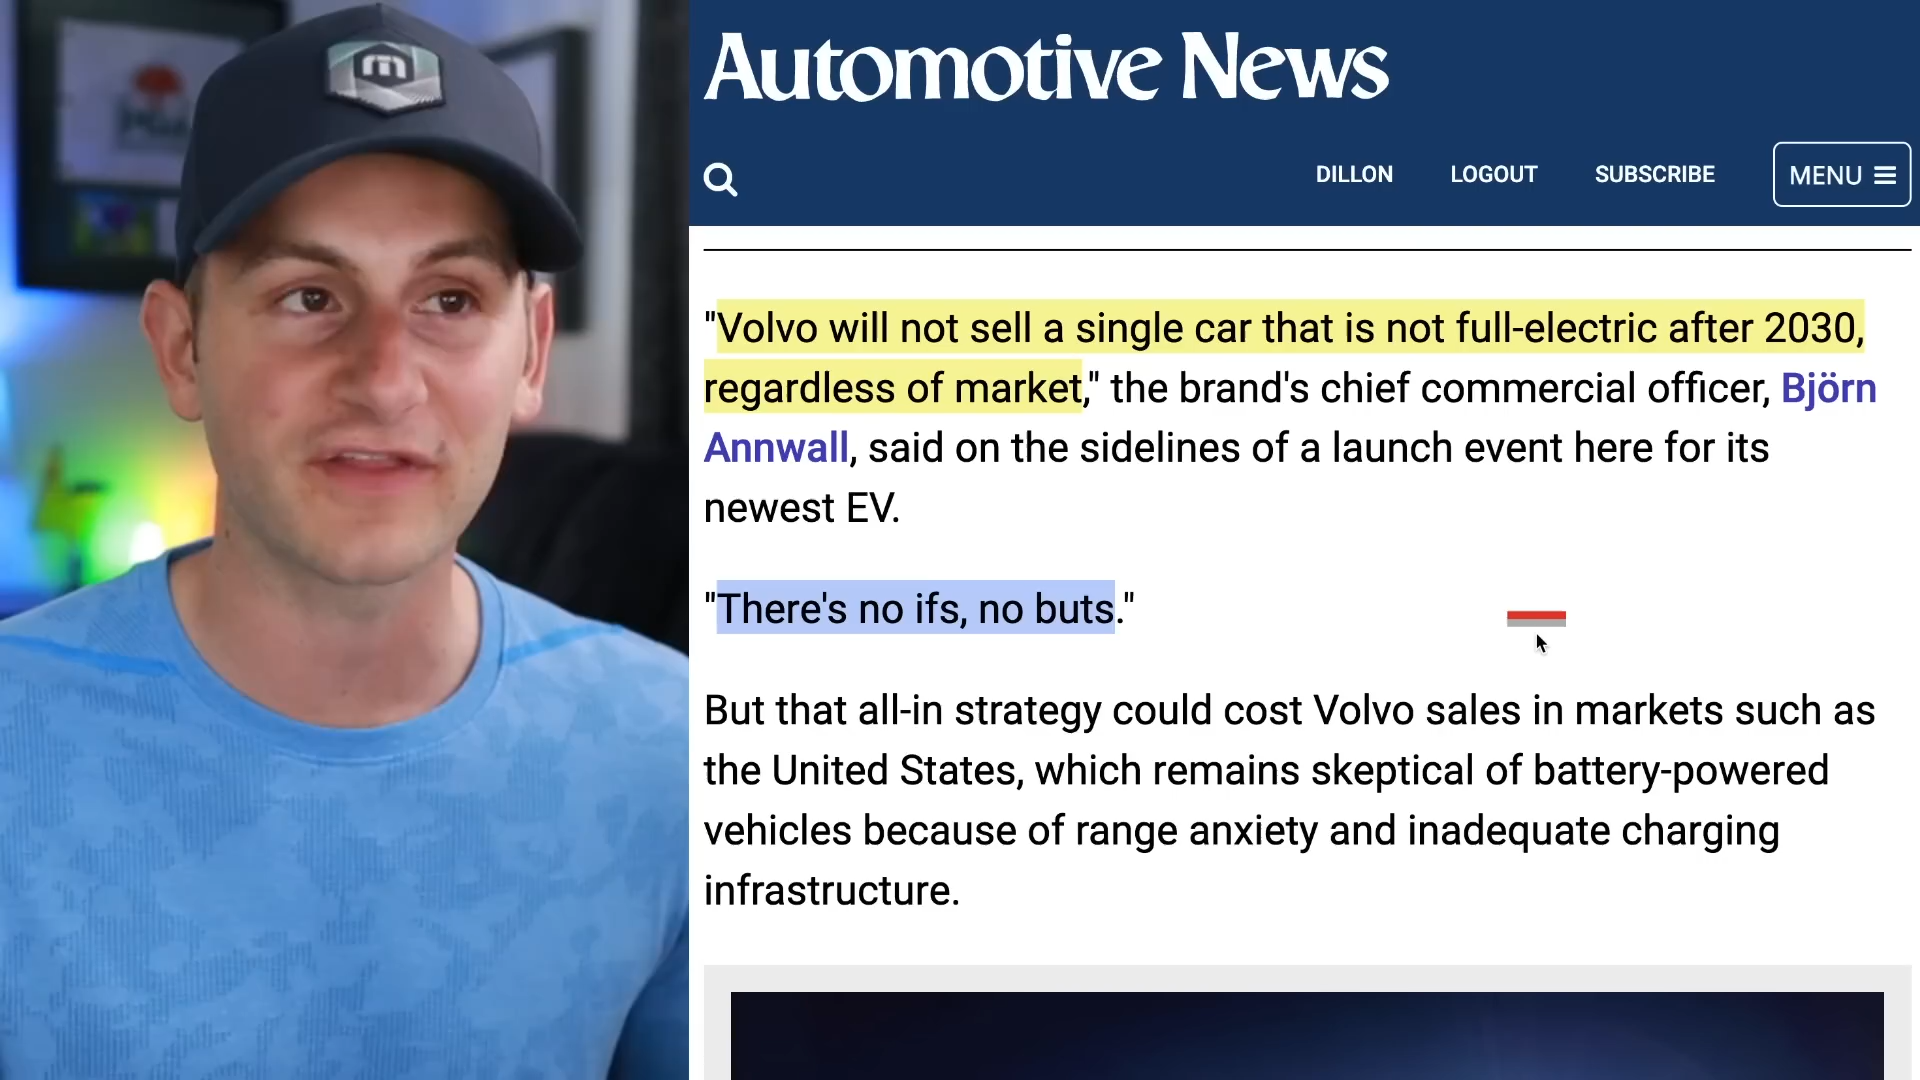 Automotive News
DILLON LOGOUT SUBSCRIBE MENU
"Volvo will not sell a single car that is not full-electric after 2030,
regardless of market," the brand's chief commercial officer, Björn
Annwall, said on the sidelines of a launch event here for its
newest EV.
"There's no ifs, no buts."
But that all-in strategy could cost Volvo sales in markets such as
the United States, which remains skeptical of battery-powered
vehicles because of range anxiety and inadequate charging
infrastructure.